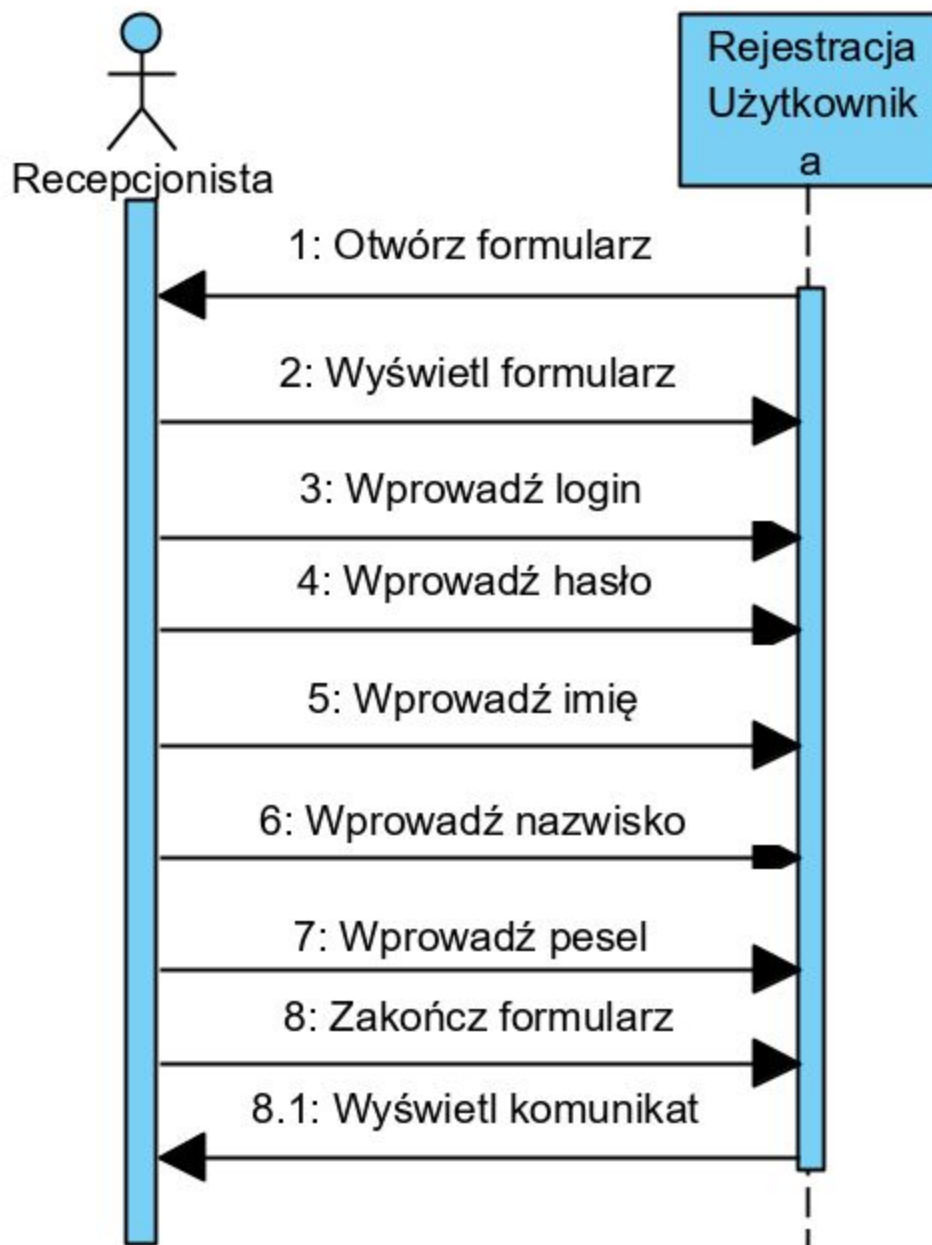 Rejestracja
Użytkownik
a
Recepcjonista
1: Otwórz formularz
2: Wyświetl formularz
3: Wprowadź login
4: Wprowadź hasło
5: Wprowadź imię
6: Wprowadź nazwisko
7: Wprowadź pesel
8: Zakończ formularz
8.1: Wyświetl komunikat